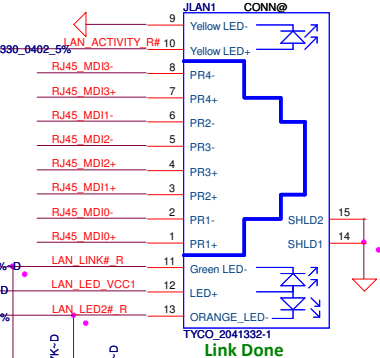 JLAN1 CONN@
9 Yellow LED-
330_0402_5% LAN_ACTIVITY_R# 10 Yellow LED+
RJ45_MDI3- 8 PR4-
RJ45_MDI3+ 7 PR4+
RJ45_MDI1- 6 PR2-
RJ45_MDI2- 5 PR3-
RJ45_MDI2+ 4 PR3+
RJ45_MDI1+ 3 PR2+
RJ45_MDI0- 2 PR1- SHLD2 15
RJ45_MDI0+ 1 PR1+ SHLD1 14
%~D LAN_LINK#_R 11 Green LED-
D LAN_LED_VCC1 12 LED+
% LAN_LED2#_R 13 ORANGE_LED-
TYCO_2041332-1
Link Done
K~D
~D